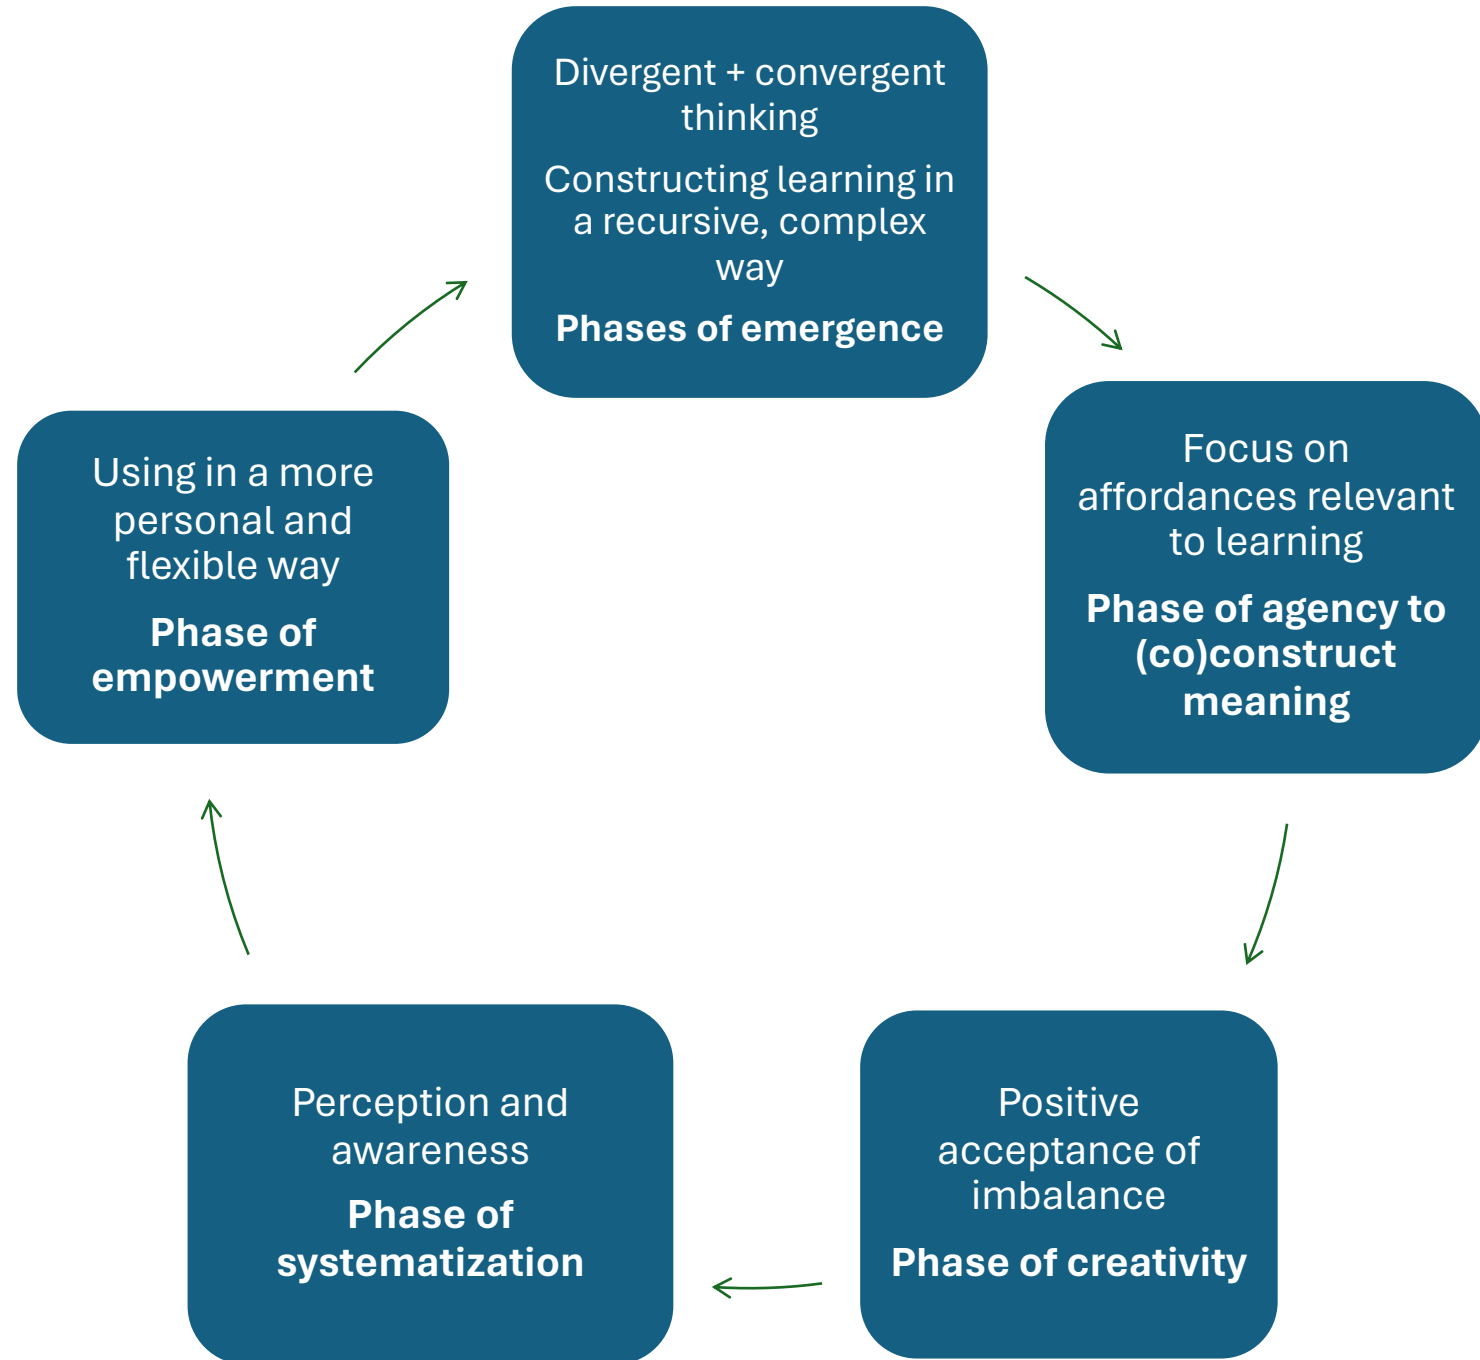 Divergent + convergent
thinking
Constructing learning in
a recursive, complex
way
Phases of emergence
Focus on
affordances relevant
to learning
Phase of agency to
(co)construct
meaning
Positive
acceptance of
imbalance
Phase of creativity
Perception and
awareness
Phase of
systematization
Using in a more
personal and
flexible way
Phase of
empowerment